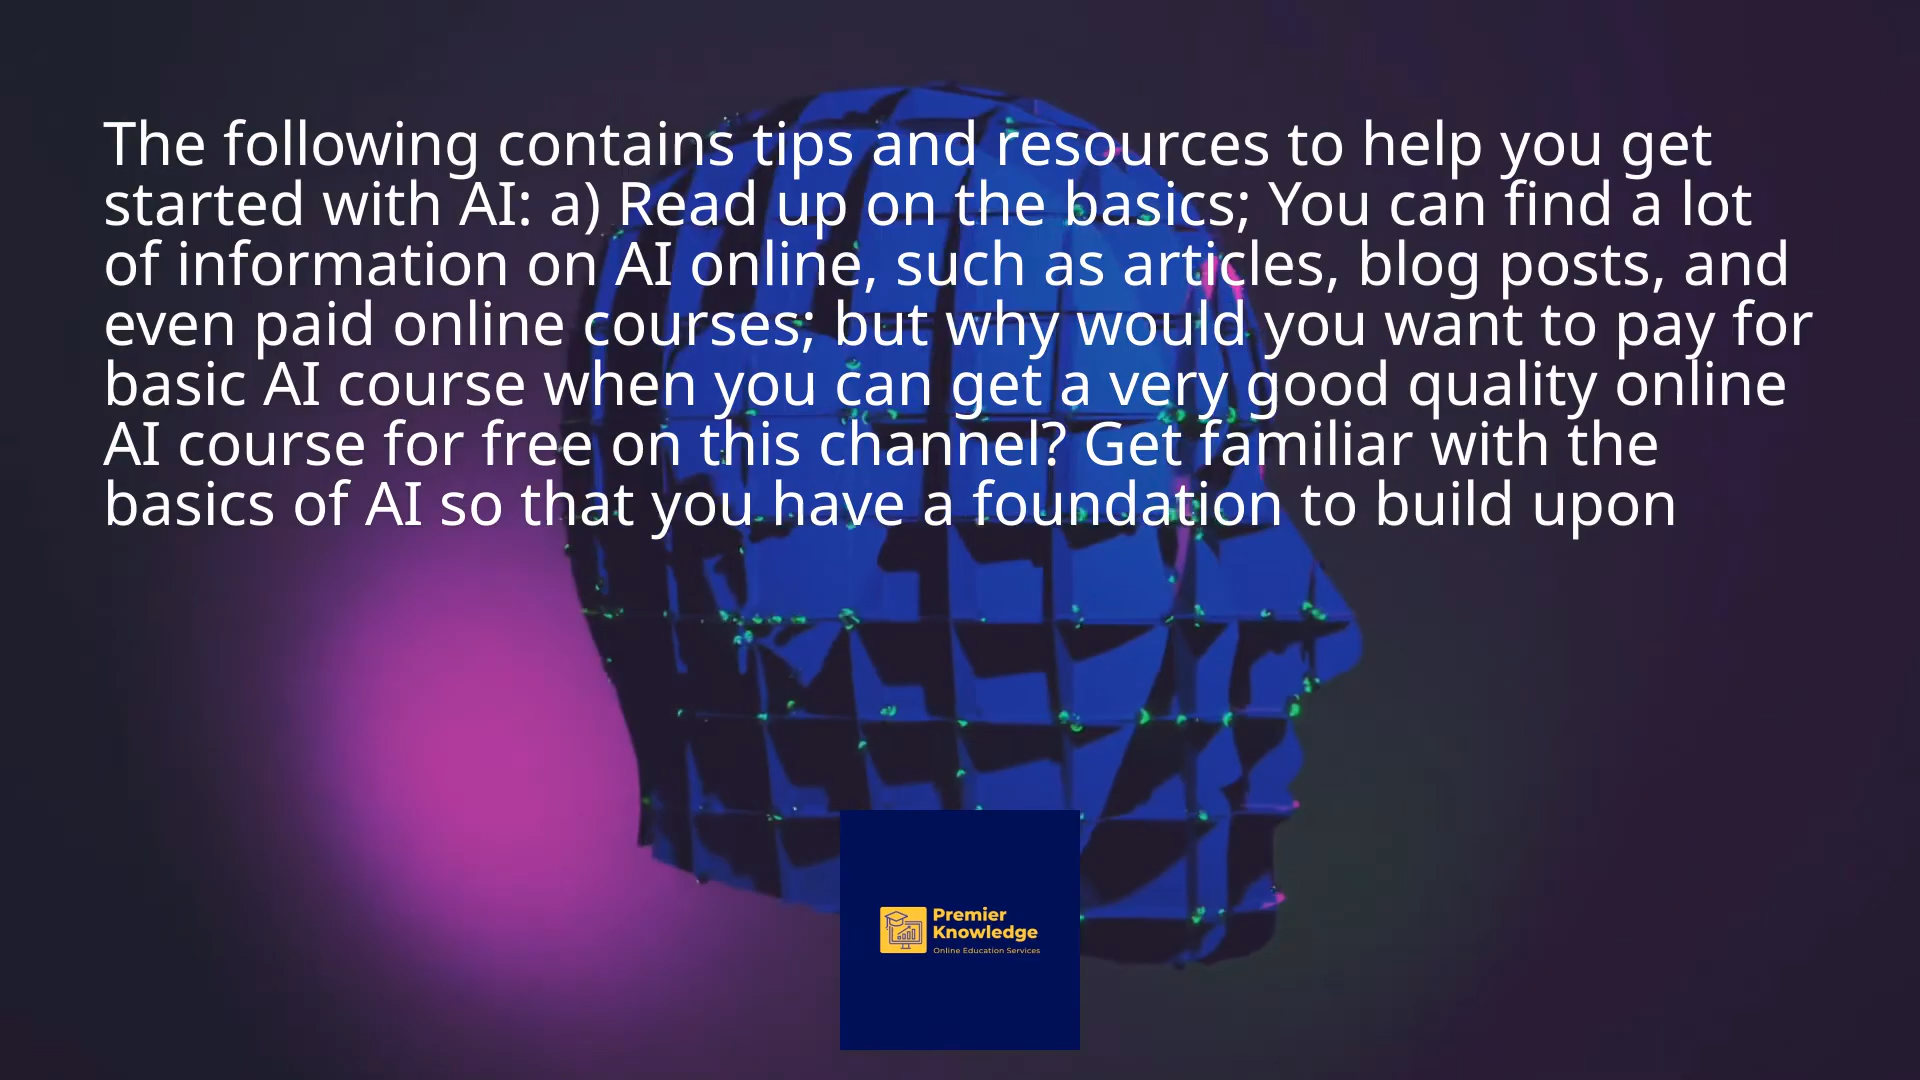 The following contains tips and resources to help you get
started with AI: a) Read up on the basics; You can find a lot
of information on AI online, such as articles, blog posts, and
even paid online courses; but why would you want to pay for
basic AI course when you can get a very good quality online
AI course for free on this channel? Get familiar with the
basics of AI so that you have a foundation to build upon
Premier
Knowledge
Online Education Services